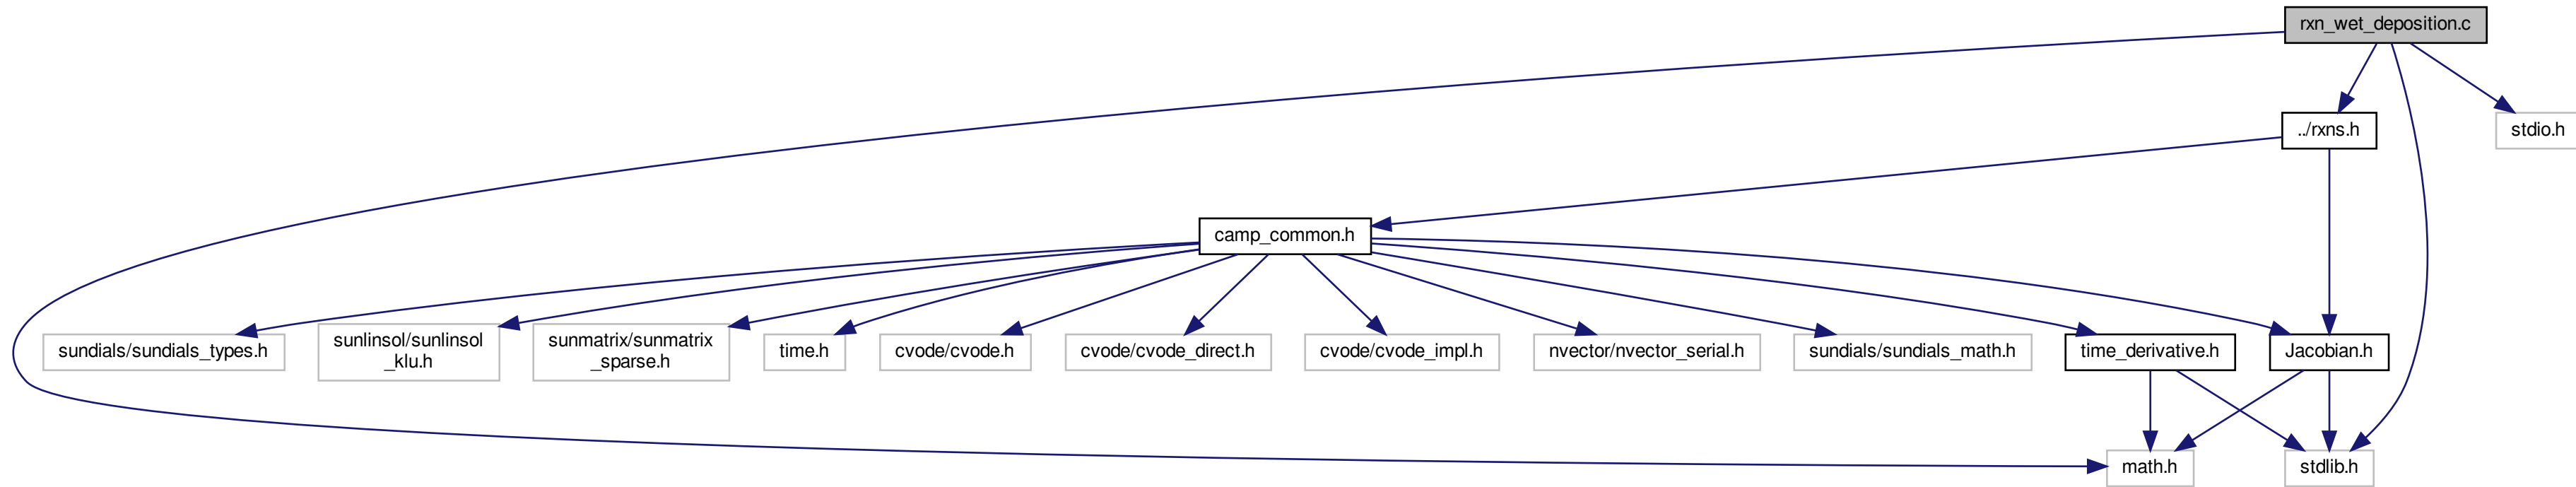 rxn_wet_deposition.c
../rxns.h
stdio.h
camp_common.h
sundials/sundials_types.h
sunlinsol/sunlinsol
_klu.h
sunmatrix/sunmatrix
_sparse.h
time.h
cvode/cvode.h
cvode/cvode_direct.h
cvode/cvode_impl.h
nvector/nvector_serial.h
sundials/sundials_math.h
time_derivative.h
Jacobian.h
math.h
stdlib.h